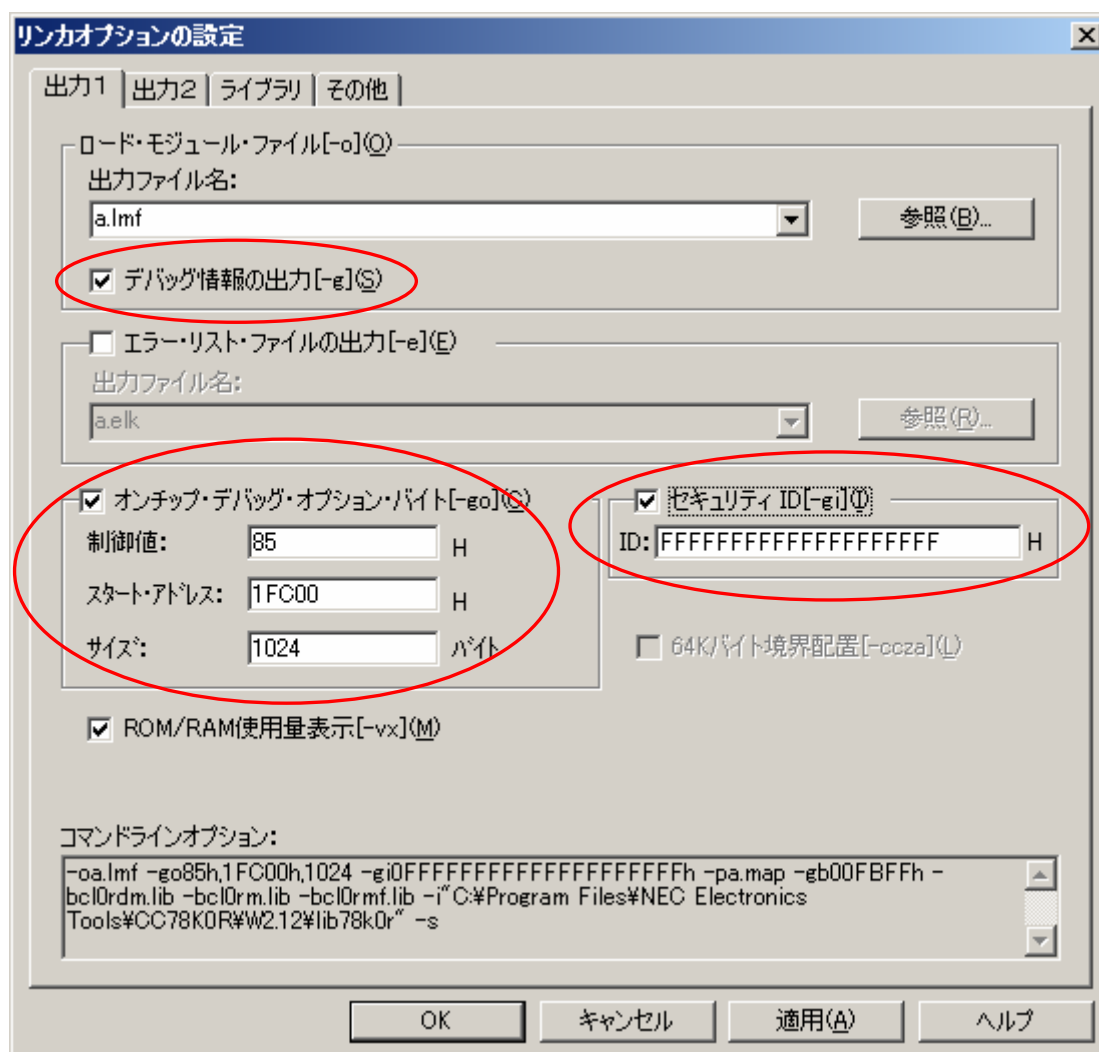 リンカオプションの設定
出力1 出力2 ライブラリ その他
ロード・モジュール・ファイル[-o](O)
出力ファイル名:
a.lmf 参照(B)...
デバッグ情報の出力[-g](S)
エラー・リスト・ファイルの出力[-e](E)
出力ファイル名:
a.elk 参照(R)...
オンチップ・デバッグ・オプション・バイト[-go](G) セキュリティ ID[-gi](I)
制御値: 85 H ID: FFFFFFFFFFFFFFFFFFFF H
スタート・アドレス: 1FC00 H
サイズ: 1024 バイト 64Kバイト境界配置[-ccza](L)
ROM/RAM使用量表示[-vx](M)
コマンドラインオプション:
-oa.lmf -go85h,1FC00h,1024 -gi0FFFFFFFFFFFFFFFFFFFFh -pa.map -gb00FBFFh -
bcl0rdm.lib -bcl0rm.lib -bcl0rmf.lib -i"C:¥Program Files¥NEC Electronics
Tools¥CC78K0R¥W2.12¥lib78k0r" -s
OK キャンセル 適用(A) ヘルプ